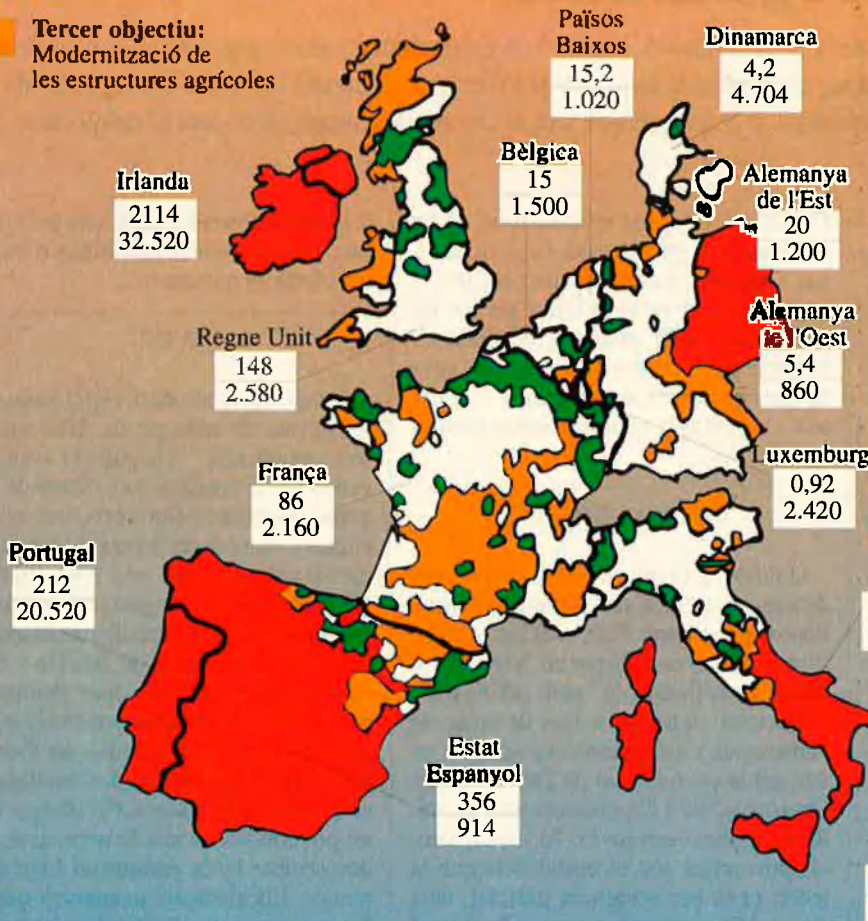 Tercer objectiu:
Modernització de
les estructures agrícoles
Països
Baixos
15,2
1.020
Dinamarca
4,2
4.704
Bèlgica
15
1.500
Irlanda
2114
32.520
Alemanya
de l'Est
20
1.200
Alemanya
de l'Oest
5,4
860
Regne Unit
148
2.580
Luxemburg
0,92
2.420
França
86
2.160
Portugal
212
20.520
Estat
Espanyol
356
914